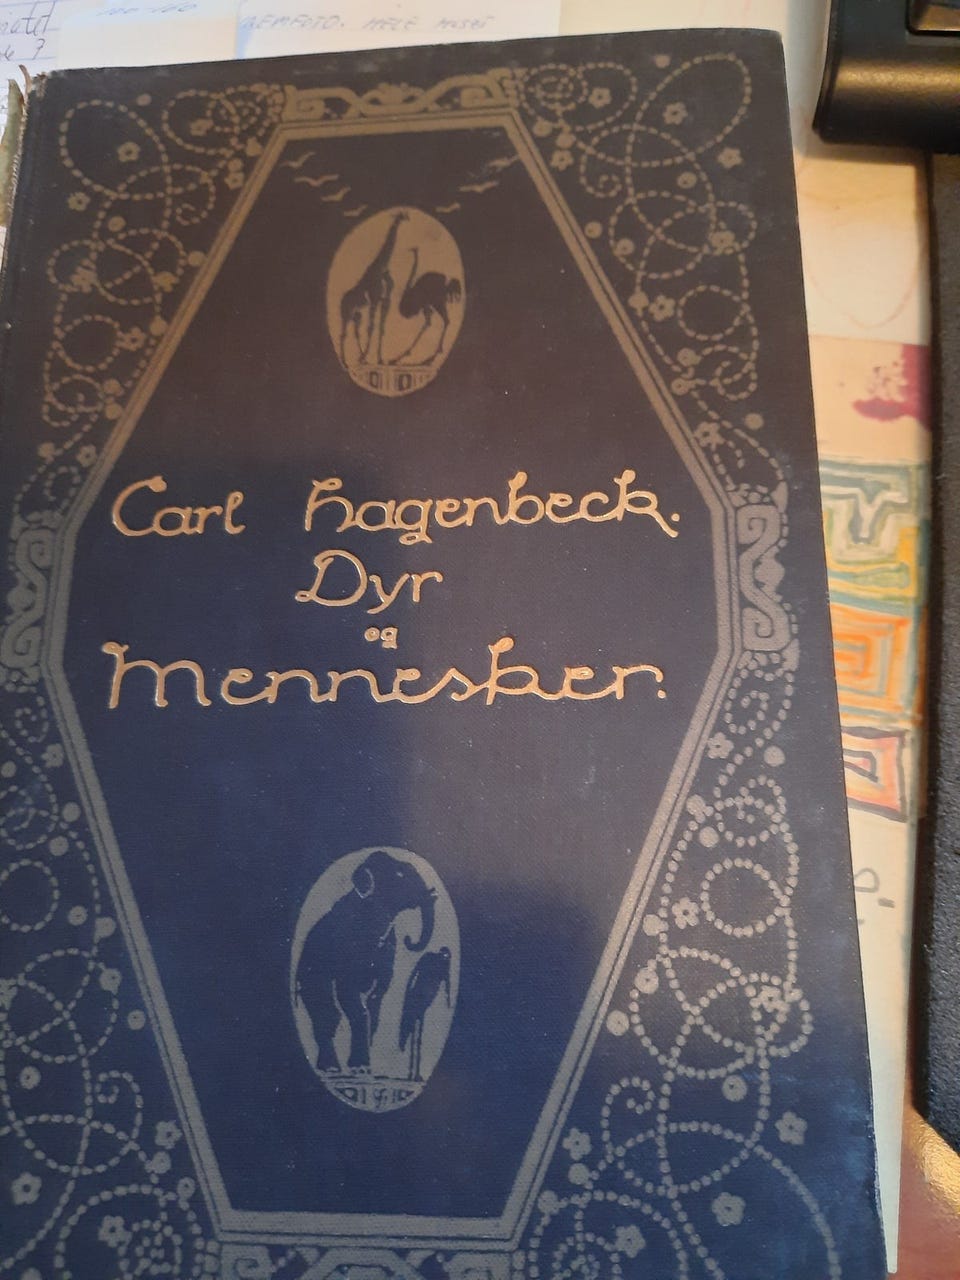 Carl Hagenbeck.
Dyr
og
Mennesker.